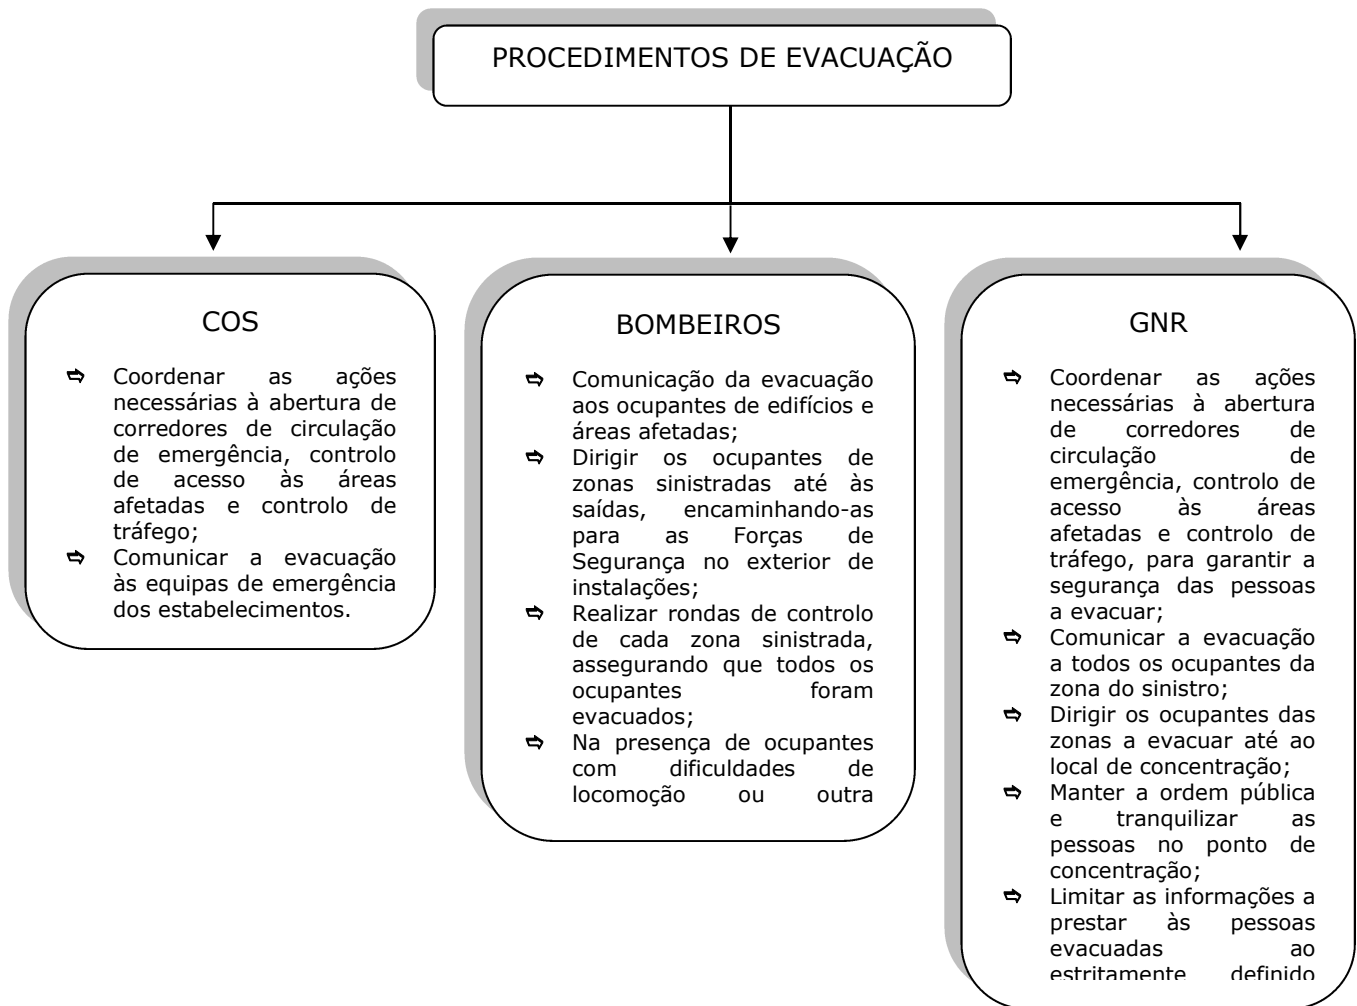 PROCEDIMENTOS DE EVACUAÇÃO
COS
⇨ Coordenar as ações
necessárias à abertura de
corredores de circulação
de emergência, controlo
de acesso às áreas
afetadas e controlo de
tráfego;
⇨ Comunicar a evacuação
às equipas de emergência
dos estabelecimentos.
BOMBEIROS
⇨ Comunicação da evacuação
aos ocupantes de edifícios e
áreas afetadas;
⇨ Dirigir os ocupantes de
zonas sinistradas até às
saídas, encaminhando-as
para as Forças de
Segurança no exterior de
instalações;
⇨ Realizar rondas de controlo
de cada zona sinistrada,
assegurando que todos os
ocupantes foram
evacuados;
⇨ Na presença de ocupantes
com dificuldades de
locomoção ou outra
GNR
⇨ Coordenar as ações
necessárias à abertura
de corredores de
circulação de
emergência, controlo de
acesso às áreas
afetadas e controlo de
tráfego, para garantir a
segurança das pessoas
a evacuar;
⇨ Comunicar a evacuação
a todos os ocupantes da
zona do sinistro;
⇨ Dirigir os ocupantes das
zonas a evacuar até ao
local de concentração;
⇨ Manter a ordem pública
e tranquilizar as
pessoas no ponto de
concentração;
⇨ Limitar as informações a
prestar às pessoas
evacuadas ao
estritamente definido